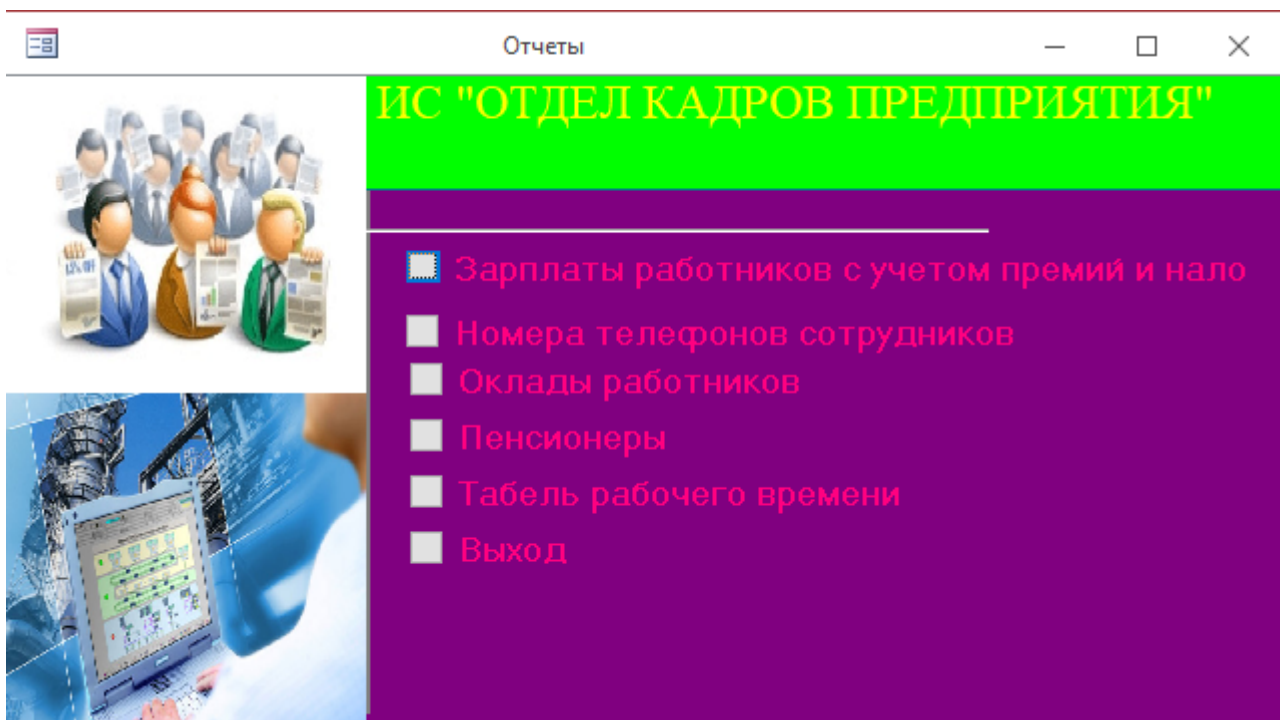 Отчеты
ИС "ОТДЕЛ КАДРОВ ПРЕДПРИЯТИЯ"
Зарплаты работников с учетом премий и нало
Номера телефонов сотрудников
Оклады работников
Пенсионеры
Табель рабочего времени
Выход